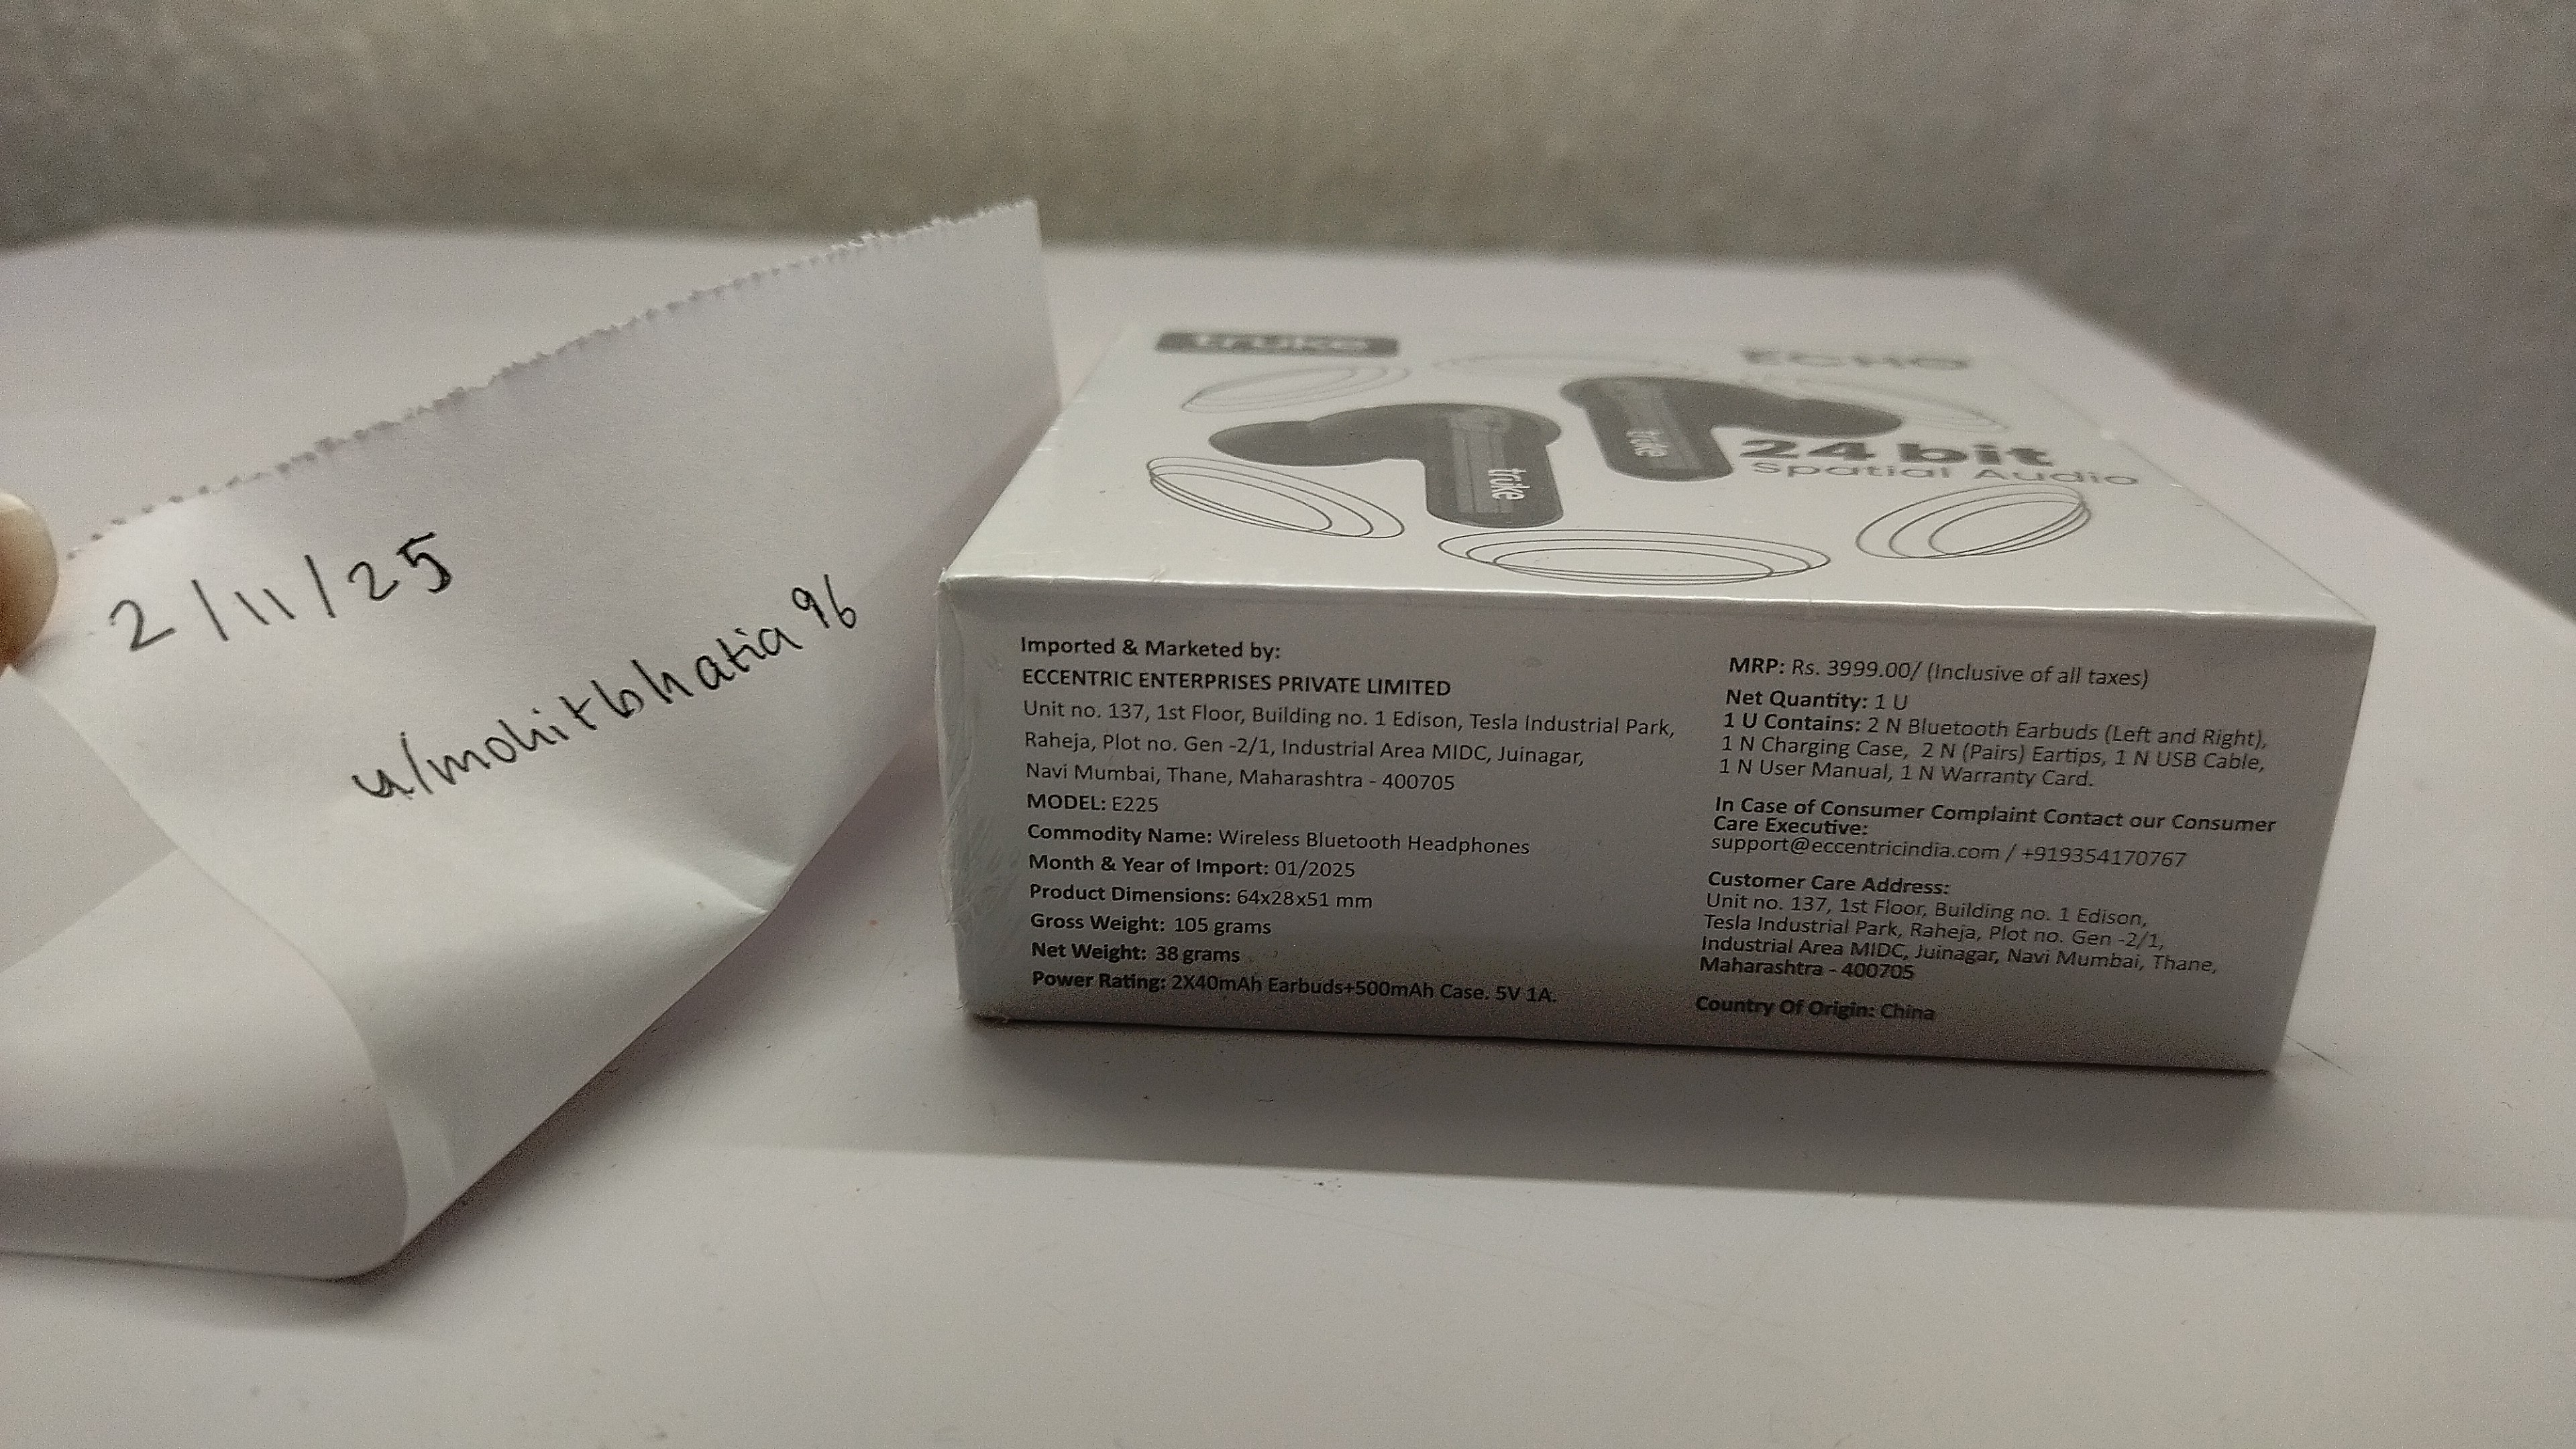 2/11/25
u/mohitbhatia96
truke
ECHO
truke
truke
24 bit
Spatial Audio
Imported & Marketed by:
ECCENTRIC ENTERPRISES PRIVATE LIMITED
Unit no. 137, 1st Floor, Building no. 1 Edison, Tesla Industrial Park,
Raheja, Plot no. Gen -2/1, Industrial Area MIDC, Juinagar,
Navi Mumbai, Thane, Maharashtra - 400705
MODEL: E225
Commodity Name: Wireless Bluetooth Headphones
Month & Year of Import: 01/2025
Product Dimensions: 64x28x51 mm
Gross Weight: 105 grams
Net Weight: 38 grams
Power Rating: 2X40mAh Earbuds+500mAh Case. 5V 1A.
MRP: Rs. 3999.00/ (Inclusive of all taxes)
Net Quantity: 1 U
1 U Contains: 2 N Bluetooth Earbuds (Left and Right),
1 N Charging Case, 2 N (Pairs) Eartips, 1 N USB Cable,
1 N User Manual, 1 N Warranty Card.
In Case of Consumer Complaint Contact our Consumer
Care Executive:
support@eccentricindia.com / +919354170767
Customer Care Address:
Unit no. 137, 1st Floor, Building no. 1 Edison,
Tesla Industrial Park, Raheja, Plot no. Gen -2/1,
Industrial Area MIDC, Juinagar, Navi Mumbai, Thane,
Maharashtra - 400705
Country Of Origin: China